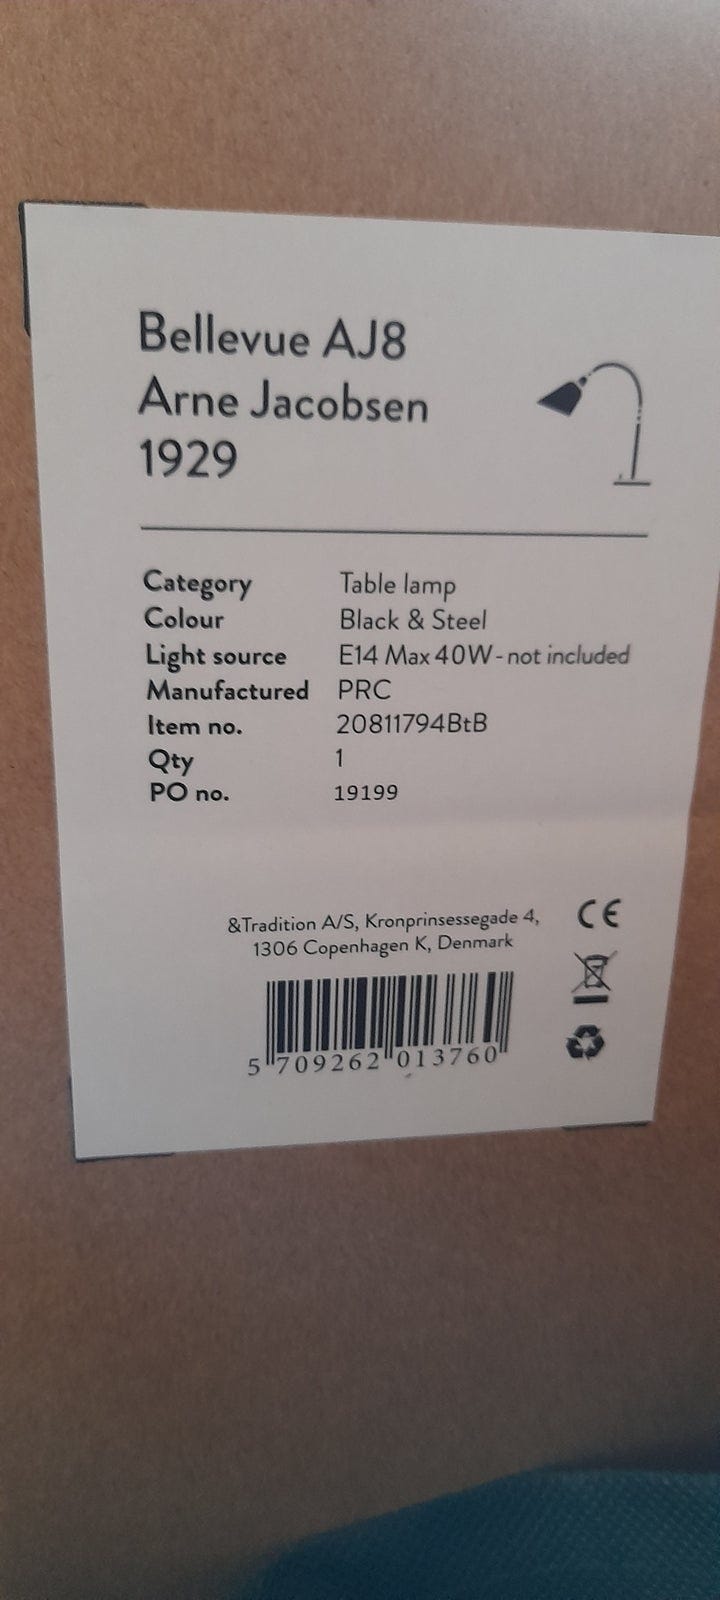 Bellevue AJ8
Arne Jacobsen
1929
Category Table lamp
Colour Black & Steel
Light source E14 Max 40W - not included
Manufactured PRC
Item no. 20811794BtB
Qty 1
PO no. 19199
&Tradition A/S, Kronprinsessegade 4,
1306 Copenhagen K, Denmark
CE
5 709262 013760